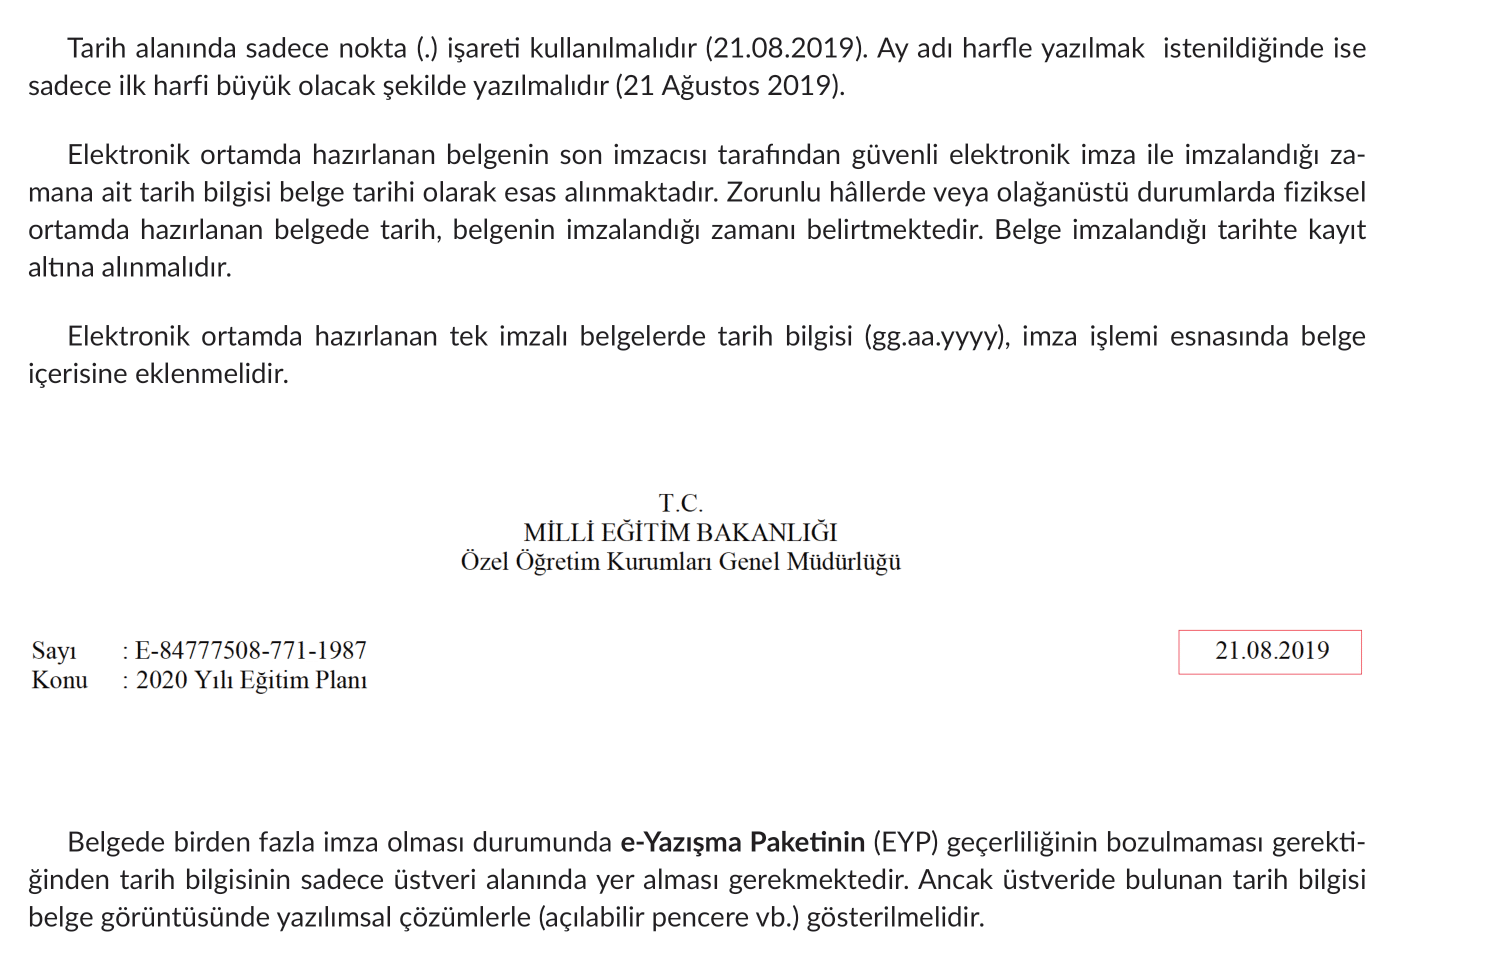 Tarih alanında sadece nokta (.) işareti kullanılmalıdır (21.08.2019). Ay adı harfle yazılmak istenildiğinde ise
sadece ilk harfi büyük olacak şekilde yazılmalıdır (21 Ağustos 2019).
Elektronik ortamda hazırlanan belgenin son imzacısı tarafından güvenli elektronik imza ile imzalandığı za-
mana ait tarih bilgisi belge tarihi olarak esas alınmaktadır. Zorunlu hâllerde veya olağanüstü durumlarda fiziksel
ortamda hazırlanan belgede tarih, belgenin imzalandığı zamanı belirtmektedir. Belge imzalandığı tarihte kayıt
altına alınmalıdır.
Elektronik ortamda hazırlanan tek imzalı belgelerde tarih bilgisi (gg.aa.yyyy), imza işlemi esnasında belge
içerisine eklenmelidir.
T.C.
MİLLİ EĞİTİM BAKANLIĞI
Özel Öğretim Kurumları Genel Müdürlüğü
Sayı : E-84777508-771-1987 21.08.2019
Konu : 2020 Yılı Eğitim Planı
Belgede birden fazla imza olması durumunda e-Yazışma Paketinin (EYP) geçerliliğinin bozulmaması gerekti-
ğinden tarih bilgisinin sadece üstveri alanında yer alması gerekmektedir. Ancak üstveride bulunan tarih bilgisi
belge görüntüsünde yazılımsal çözümlerle (açılabilir pencere vb.) gösterilmelidir.